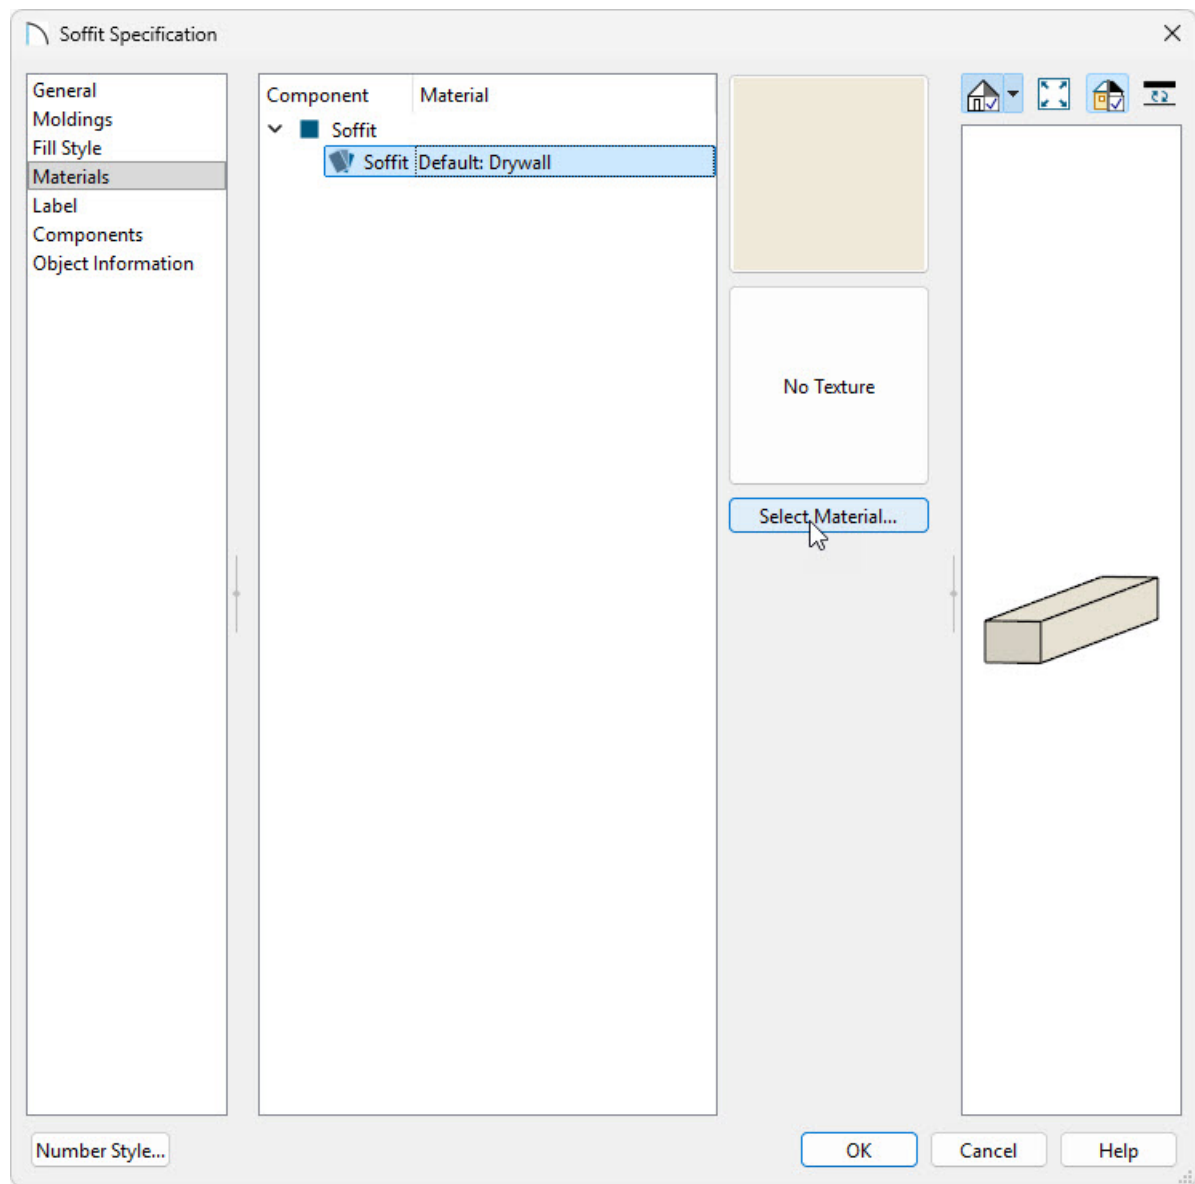 Soffit Specification
General
Moldings
Fill Style
Materials
Label
Components
Object Information
Component Material
Soffit
Soffit Default: Drywall
No Texture
Select Material...
Number Style...
OK
Cancel
Help